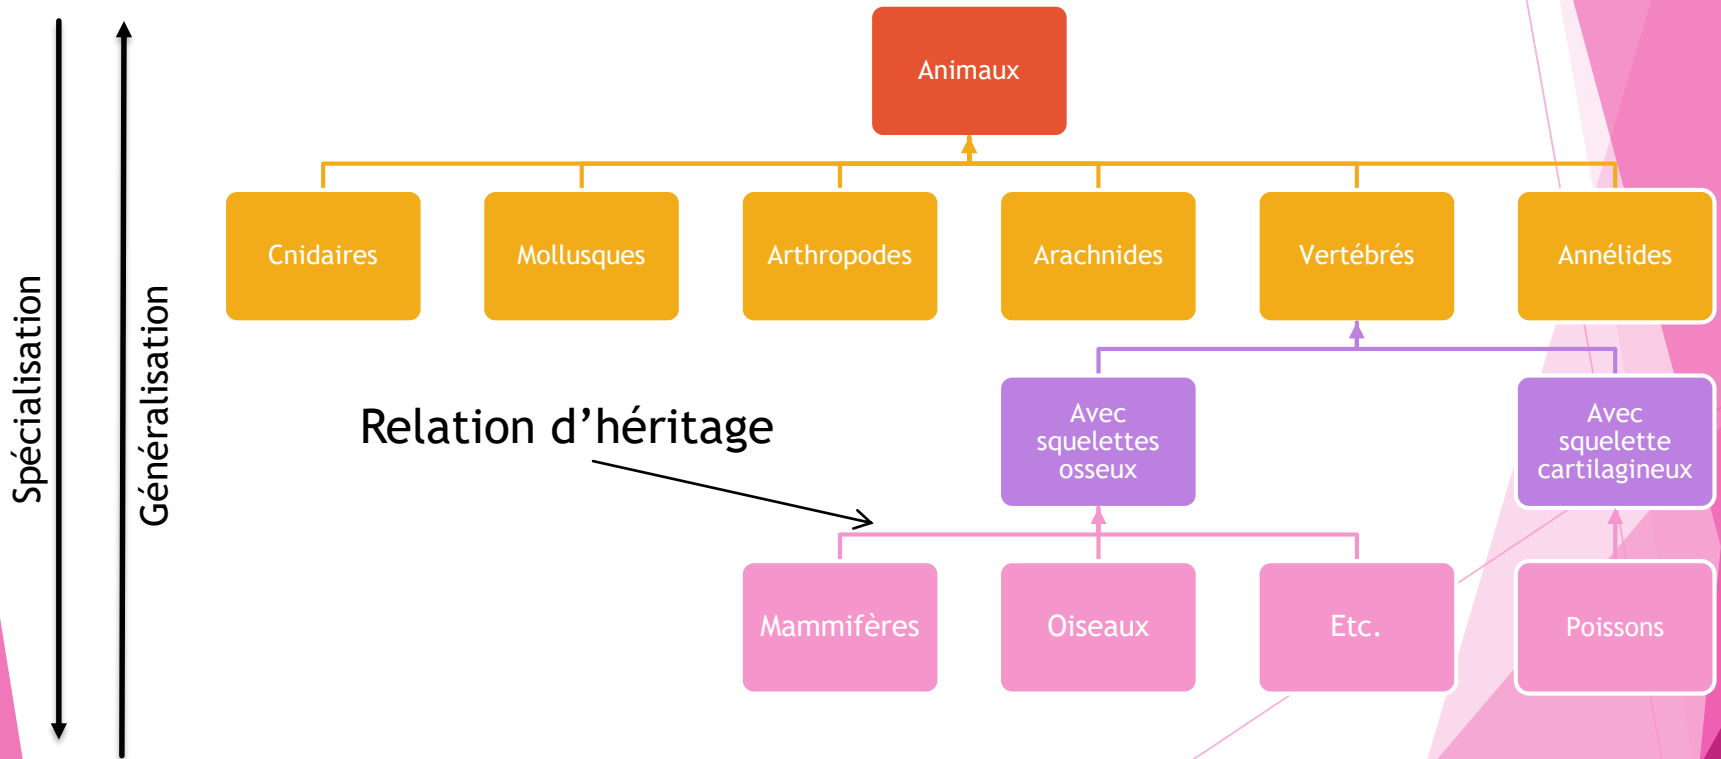 Animaux
Cnidaires
Mollusques
Arthropodes
Arachnides
Vertébrés
Annélides
Spécialisation
Généralisation
Relation d’héritage
Avec
squelettes
osseux
Avec
squelette
cartilagineux
Mammifères
Oiseaux
Etc.
Poissons